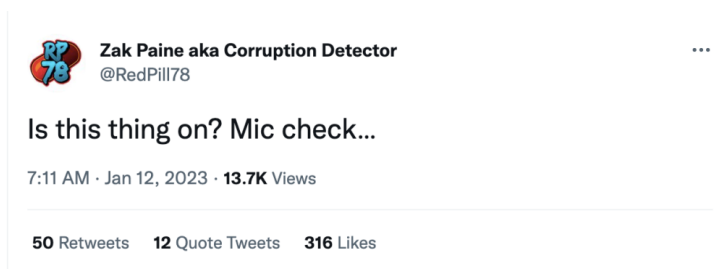 RP
78
Zak Paine aka Corruption Detector
@RedPill78
Is this thing on? Mic check...
7:11 AM · Jan 12, 2023 · 13.7K Views
50 Retweets 12 Quote Tweets 316 Likes